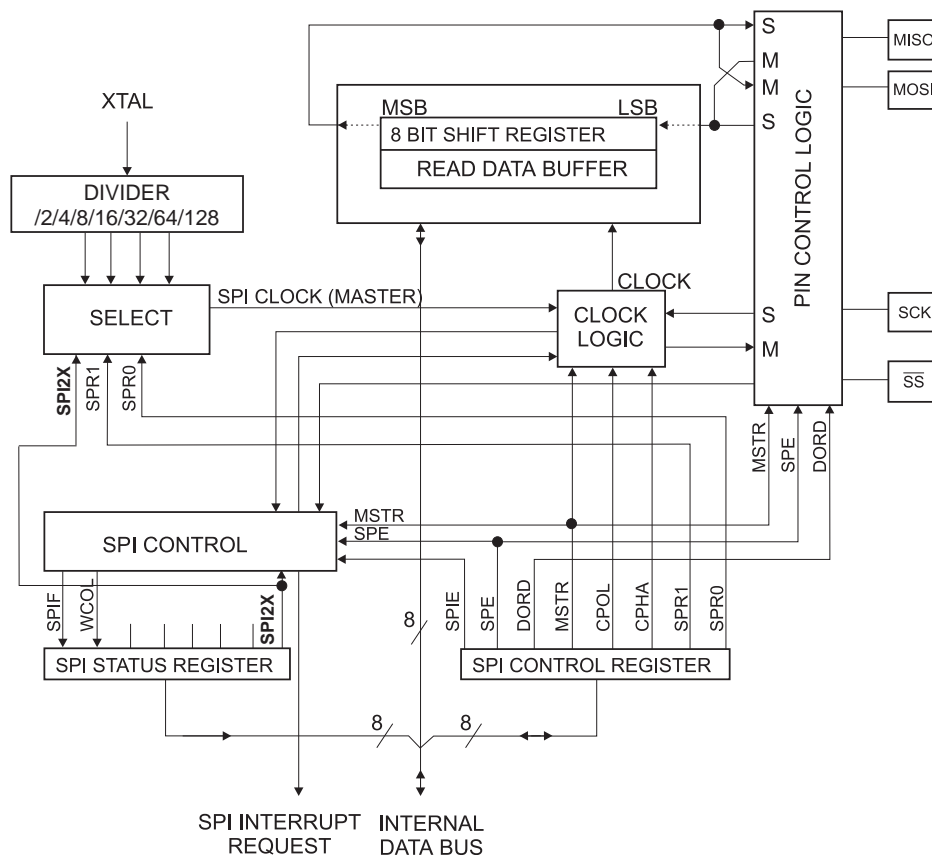 S
MISO
M
XTAL
MSB
LSB
M
MOSI
8 BIT SHIFT REGISTER
S
READ DATA BUFFER
PIN CONTROL LOGIC
DIVIDER
/2/4/8/16/32/64/128
SPI CLOCK (MASTER)
CLOCK
SELECT
CLOCK
LOGIC
S
SCK
M
SS
SPI2X
SPR1
SPR0
MSTR
SPE
DORD
MSTR
SPE
SPI CONTROL
SPIF
WCOL
SPI2X
8
SPIE
SPE
DORD
MSTR
CPOL
CPHA
SPR1
SPR0
SPI STATUS REGISTER
SPI CONTROL REGISTER
8
8
SPI INTERRUPT
REQUEST
INTERNAL
DATA BUS